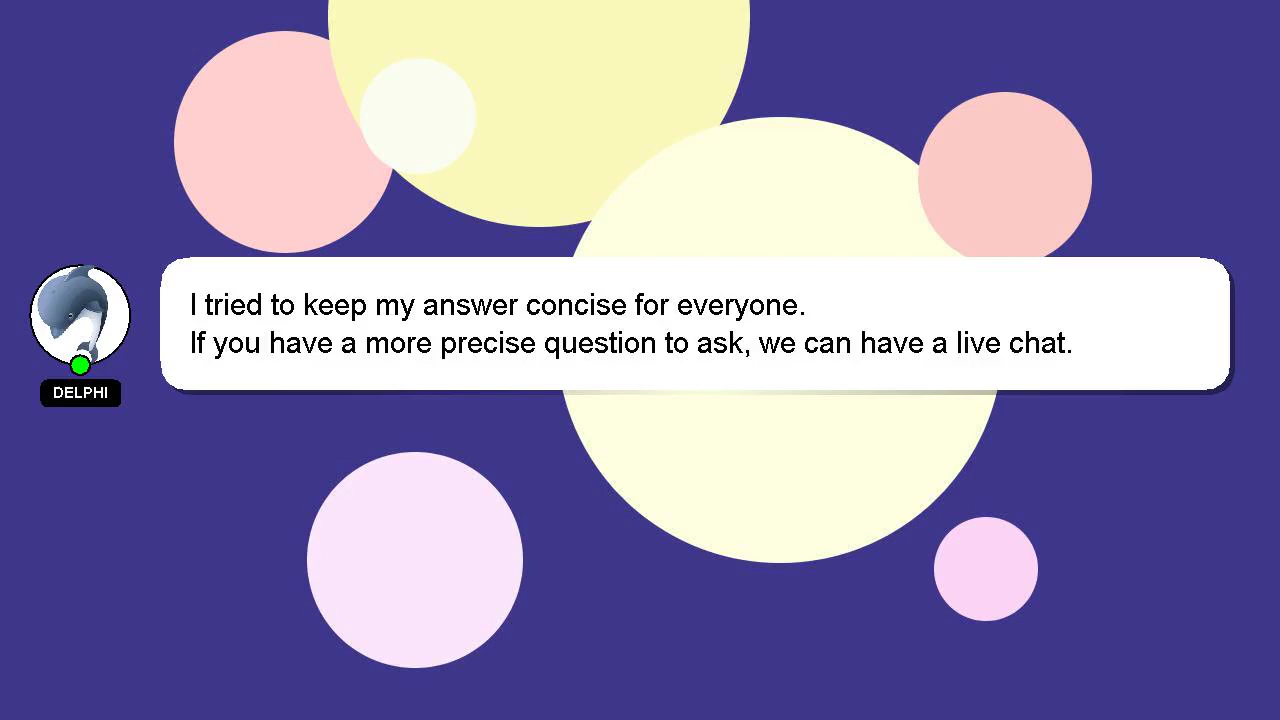 I tried to keep my answer concise for everyone.
If you have a more precise question to ask, we can have a live chat.
DELPHI